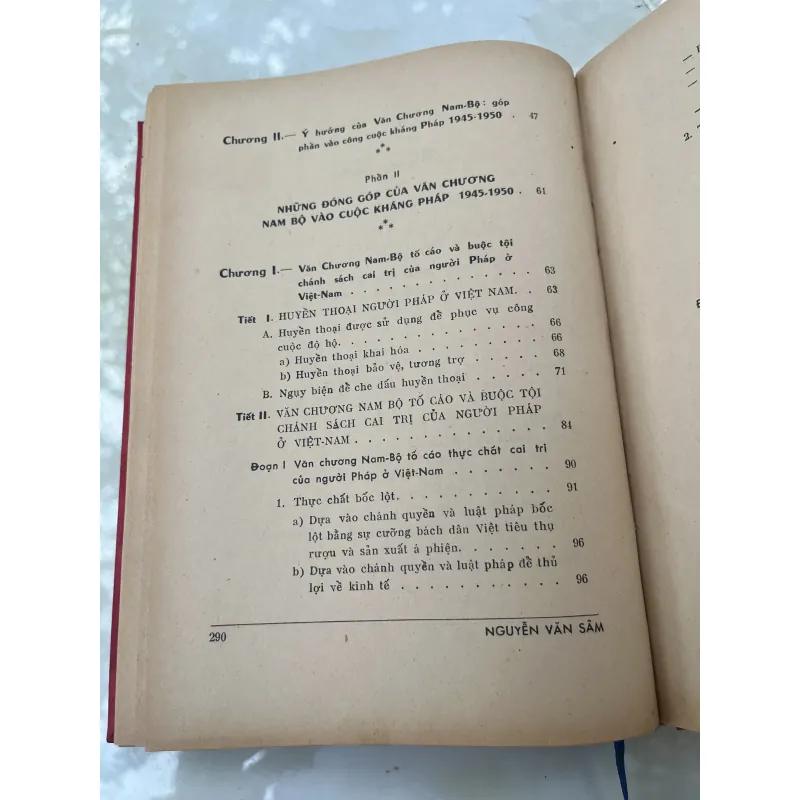 Chương II.— Ý hướng của Văn Chương Nam-Bộ: góp
phần vào công cuộc kháng Pháp 1945-1950 . 47
***
Phần II
NHỮNG ĐÓNG GÓP CỦA VĂN CHƯƠNG
NAM BỘ VÀO CUỘC KHÁNG PHÁP 1945-1950 . 61
***
Chương I.— Văn Chương Nam-Bộ tố cáo và buộc tội
chánh sách cai trị của người Pháp ở
Việt-Nam . . . . . . . . . . . . . 63
Tiết I. HUYỀN THOẠI NGƯỜI PHÁP Ở VIỆT NAM. . 63
A. Huyền thoại được sử dụng để phục vụ công
cuộc độ hộ. . . . . . . . . . . . . 66
a) Huyền thoại khai hóa . . . . . . . . 66
b) Huyền thoại bảo vệ, tương trợ . . . . . 68
B. Ngụy biện để che dấu huyền thoại . . . . . 71
Tiết II. VĂN CHƯƠNG NAM BỘ TỐ CÁO VÀ BUỘC TỘI
CHÁNH SÁCH CAI TRỊ CỦA NGƯỜI PHÁP
Ở VIỆT-NAM . . . . . . . . . . . . 84
Đoạn I Văn chương Nam-Bộ tố cáo thực chất cai trị
của người Pháp ở Việt-Nam . . . . . . . 90
1. Thực chất bốc lột. . . . . . . . . . . 91
a) Dựa vào chánh quyền và luật pháp bốc
lột bằng sự cưỡng bách dân Việt tiêu thụ
rượu và sản xuất á phiện. . . . . . . 96
b) Dựa vào chánh quyền và luật pháp để thủ
lợi về kinh tế . . . . . . . . . . . 96
290 NGUYỄN VĂN SÂM
2.